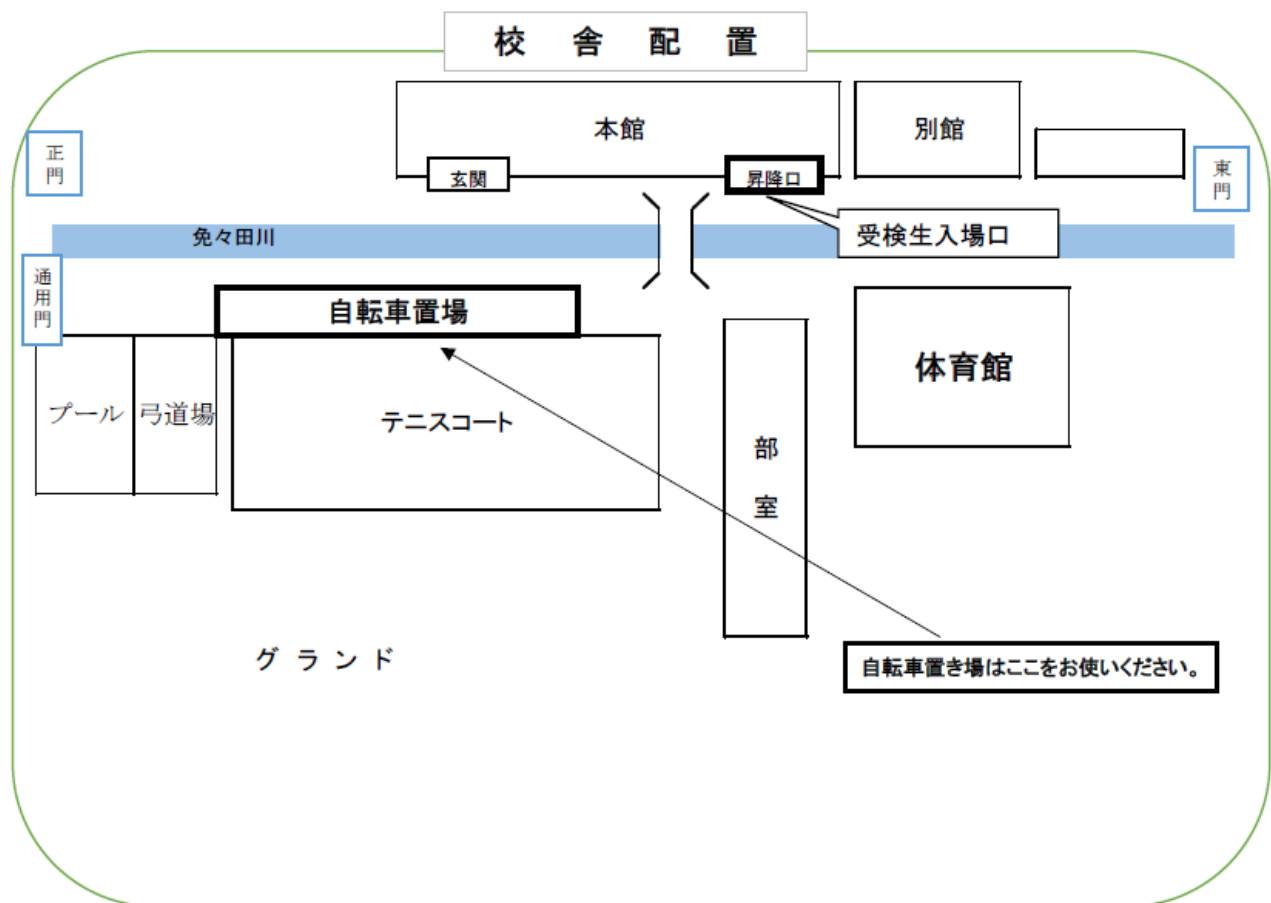 校 舎 配 置
本館
別館
正門
玄関
昇降口
東門
受検生入場口
免々田川
通用門
自転車置場
プール
弓道場
テニスコート
体育館
部室
グ ラ ン ド
自転車置き場はここをお使いください。